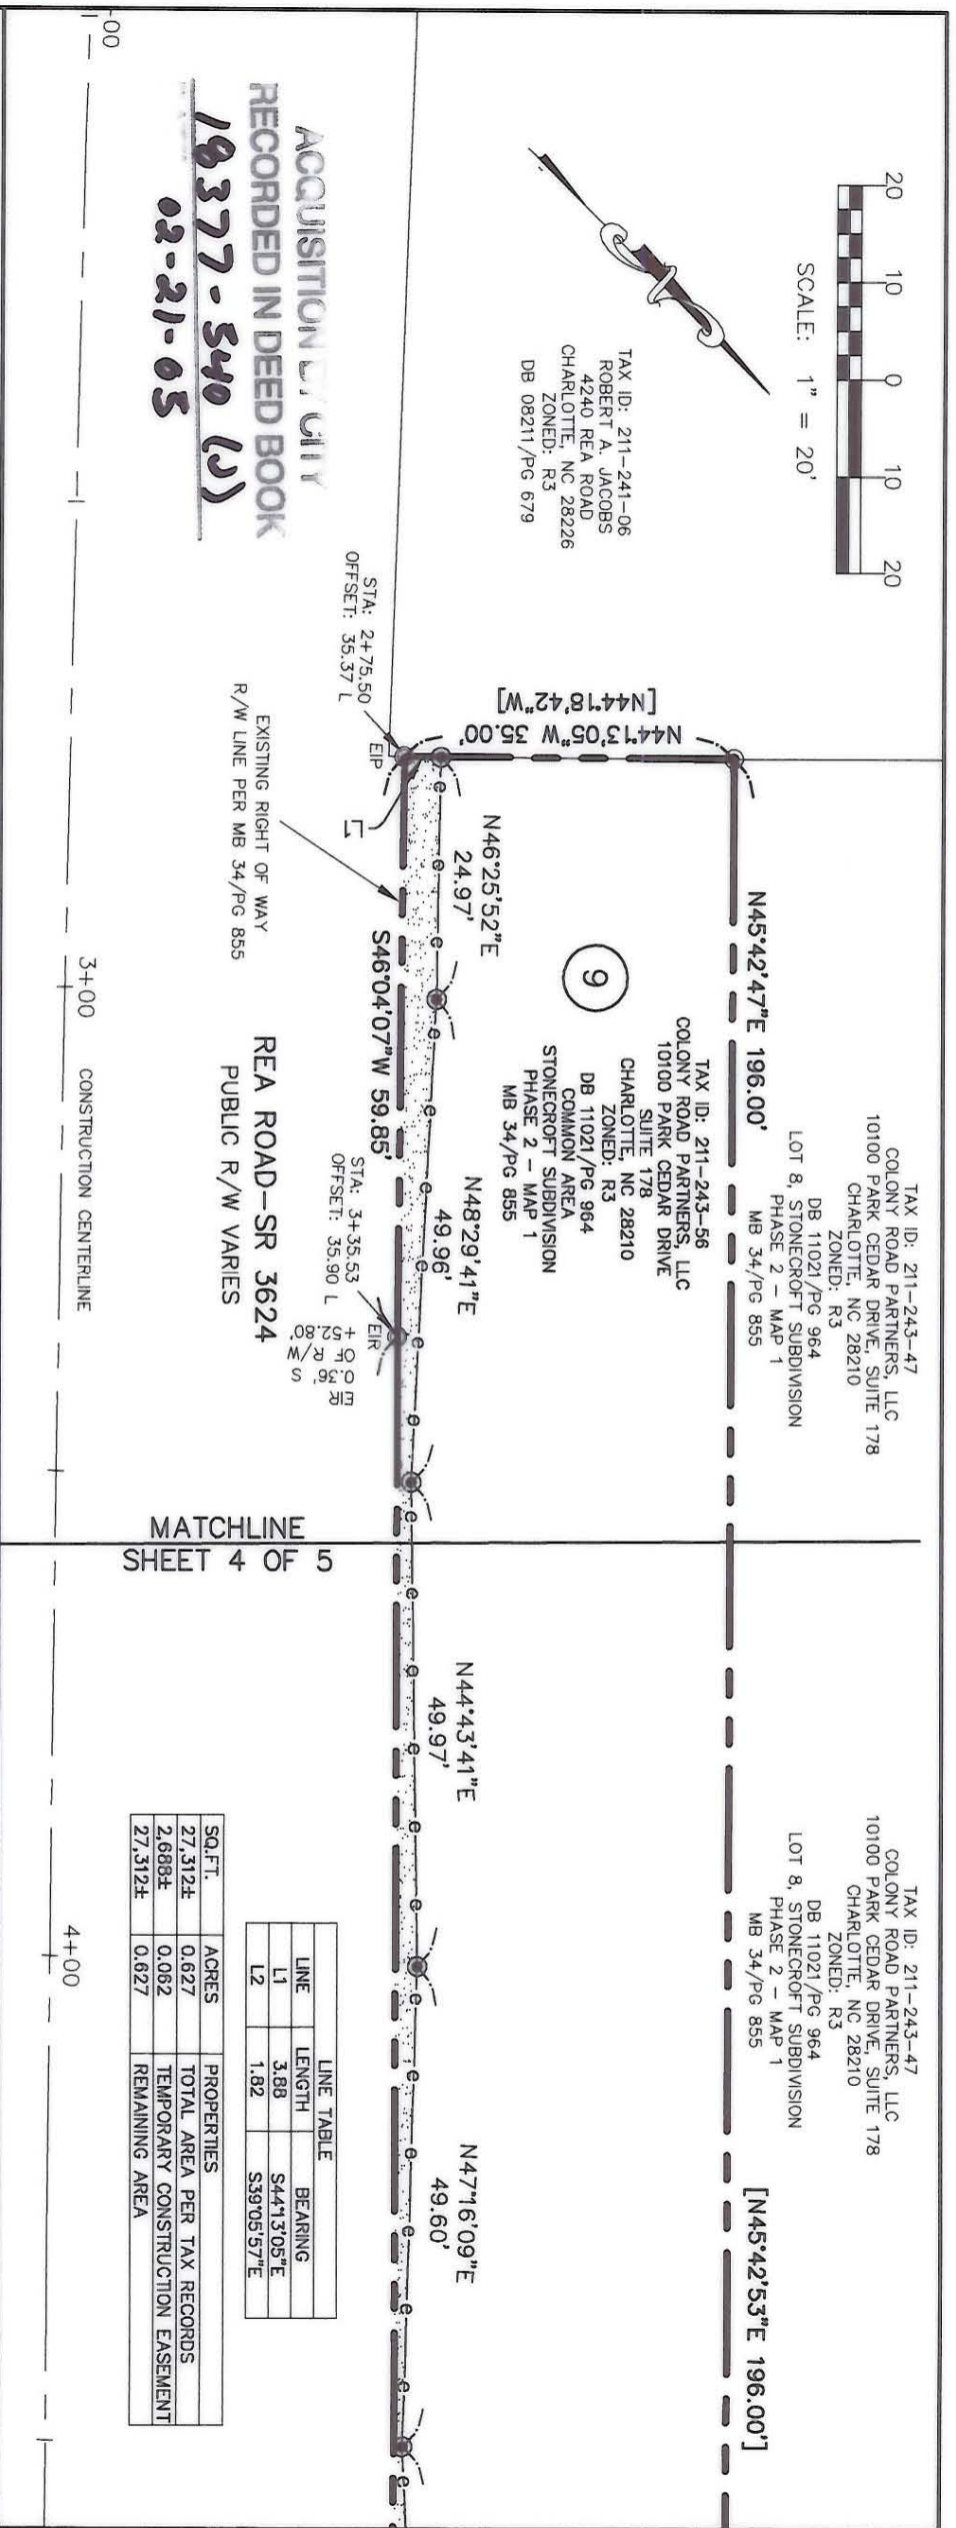 20 10 0 10 20
SCALE: 1" = 20'
TAX ID: 211-241-06
ROBERT A. JACOBS
4240 REA ROAD
CHARLOTTE, NC 28226
ZONED: R3
DB 08211/PG 679
ACQUISITION BY CITY
RECORDED IN DEED BOOK
18377-540 (J)
02-21-05
STA: 2+75.50
OFFSET: 35.37 L
EIP
[N44°18'42"W]
N44°13'05"W 35.00'
L1
EXISTING RIGHT OF WAY
R/W LINE PER MB 34/PG 855
N46°25'52"E
24.97'
9
N45°42'47"E 196.00'
TAX ID: 211-243-47
COLONY ROAD PARTNERS, LLC
10100 PARK CEDAR DRIVE, SUITE 178
CHARLOTTE, NC 28210
ZONED: R3
DB 11021/PG 964
LOT 8, STONECROFT SUBDIVISION
PHASE 2 - MAP 1
MB 34/PG 855
TAX ID: 211-243-56
COLONY ROAD PARTNERS, LLC
10100 PARK CEDAR DRIVE
SUITE 178
CHARLOTTE, NC 28210
ZONED: R3
DB 11021/PG 964
COMMON AREA
STONECROFT SUBDIVISION
PHASE 2 - MAP 1
MB 34/PG 855
N48°29'41"E
49.96'
S46°04'07"W 59.85'
STA: 3+35.53
OFFSET: 35.90 L
EIR
EIR
0.36' S
OF R/W
+52.80'
REA ROAD-SR 3624
PUBLIC R/W VARIES
00
3+00 CONSTRUCTION CENTERLINE
MATCHLINE
SHEET 4 OF 5
TAX ID: 211-243-47
COLONY ROAD PARTNERS, LLC
10100 PARK CEDAR DRIVE, SUITE 178
CHARLOTTE, NC 28210
ZONED: R3
DB 11021/PG 964
LOT 8, STONECROFT SUBDIVISION
PHASE 2 - MAP 1
MB 34/PG 855
[N45°42'53"E 196.00']
N44°43'41"E
49.97'
N47°16'09"E
49.60'
LINE TABLE
LINE LENGTH BEARING
L1 3.88 S44°13'05"E
L2 1.82 S39°05'57"E
SQ.FT. ACRES PROPERTIES
27,312± 0.627 TOTAL AREA PER TAX RECORDS
2,688± 0.062 TEMPORARY CONSTRUCTION EASEMENT
27,312± 0.627 REMAINING AREA
4+00